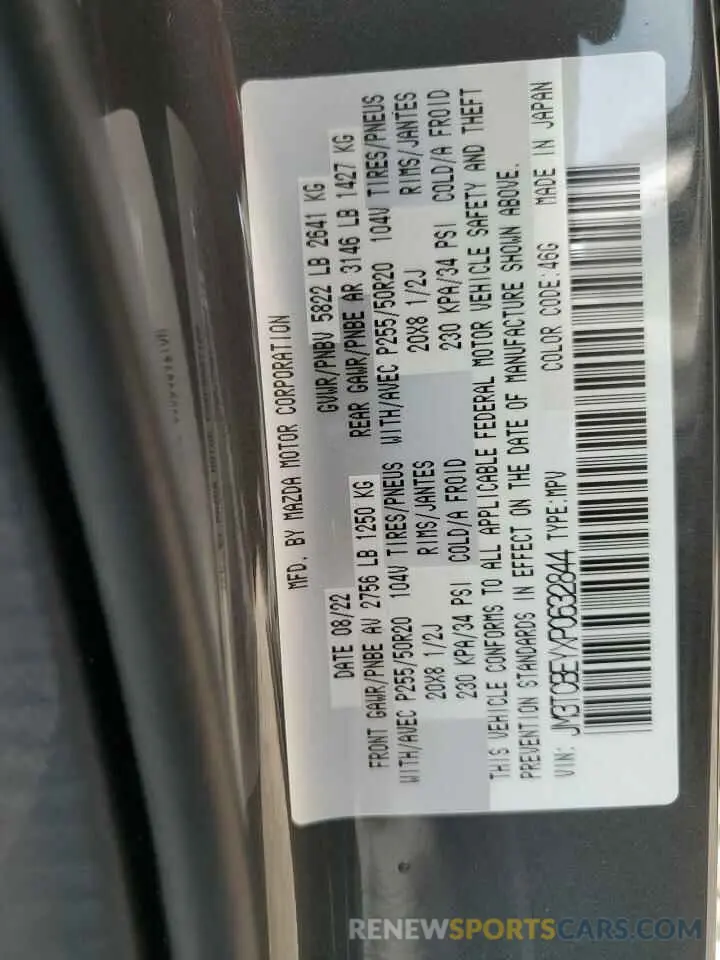 MFD. BY MAZDA MOTOR CORPORATION
DATE 08/22 GVWR/PNBV 5822 LB 2641 KG
FRONT GAWR/PNBE AV 2756 LB 1250 KG REAR GAWR/PNBE AR 3146 LB 1427 KG
WITH/AVEC P255/50R20 104V TIRES/PNEUS WITH/AVEC P255/50R20 104V TIRES/PNEUS
20X8 1/2J RIMS/JANTES 20X8 1/2J RIMS/JANTES
230 KPA/34 PSI COLD/A FROID 230 KPA/34 PSI COLD/A FROID
THIS VEHICLE CONFORMS TO ALL APPLICABLE FEDERAL MOTOR VEHICLE SAFETY AND THEFT
PREVENTION STANDARDS IN EFFECT ON THE DATE OF MANUFACTURE SHOWN ABOVE.
VIN: JM3TCBEYXP0632844 TYPE:MPV COLOR CODE:46G MADE IN JAPAN
RENEWSPORTSCARS.COM